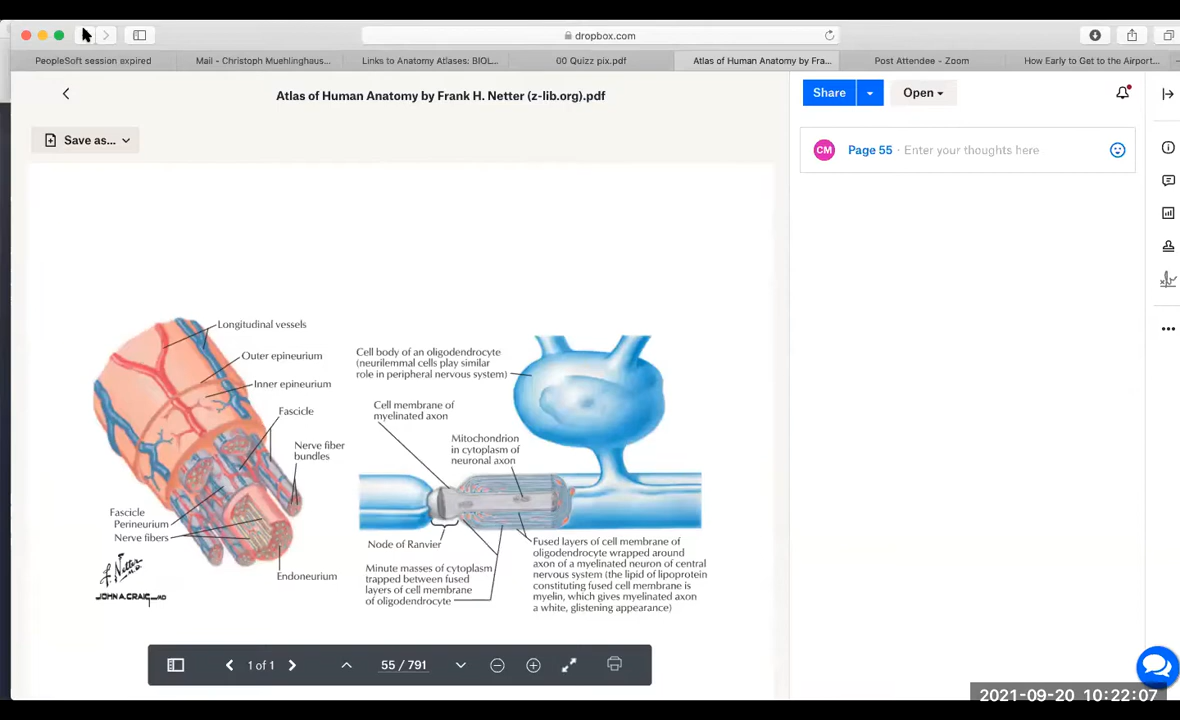 dropbox.com
PeopleSoft session expired
Mail - Christoph Muehlinghaus...
Links to Anatomy Atlases: BIOL...
00 Quizz pix.pdf
Atlas of Human Anatomy by Fra...
Post Attendee - Zoom
How Early to Get to the Airport...
Atlas of Human Anatomy by Frank H. Netter (z-lib.org).pdf
Share
Open
Save as...
CM
Page 55 · Enter your thoughts here
Longitudinal vessels
Outer epineurium
Inner epineurium
Fascicle
Nerve fiber
bundles
Fascicle
Perineurium
Nerve fibers
Endoneurium
F. Netter
M.D.
JOHN A. CRAIG—MD
Cell body of an oligodendrocyte
(neurilemmal cells play similar
role in peripheral nervous system)
Cell membrane of
myelinated axon
Mitochondrion
in cytoplasm of
neuronal axon
Node of Ranvier
Minute masses of cytoplasm
trapped between fused
layers of cell membrane
of oligodendrocyte
Fused layers of cell membrane of
oligodendrocyte wrapped around
axon of a myelinated neuron of central
nervous system (the lipid of lipoprotein
constituting fused cell membrane is
myelin, which gives myelinated axon
a white, glistening appearance)
1 of 1
55 / 791
2021-09-20 10:22:07